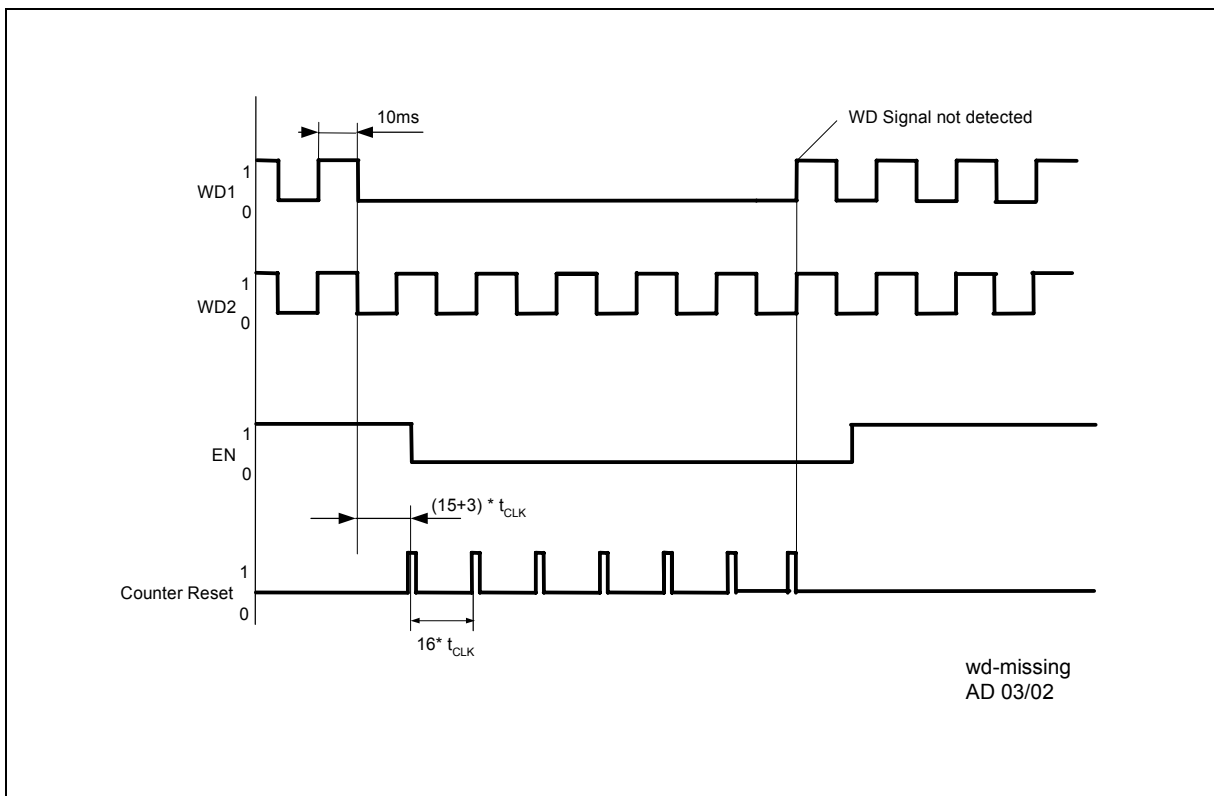 10ms
WD Signal not detected
1
WD1
0
1
WD2
0
1
EN
0
(15+3) * tCLK
1
Counter Reset
0
16* tCLK
wd-missing
AD 03/02